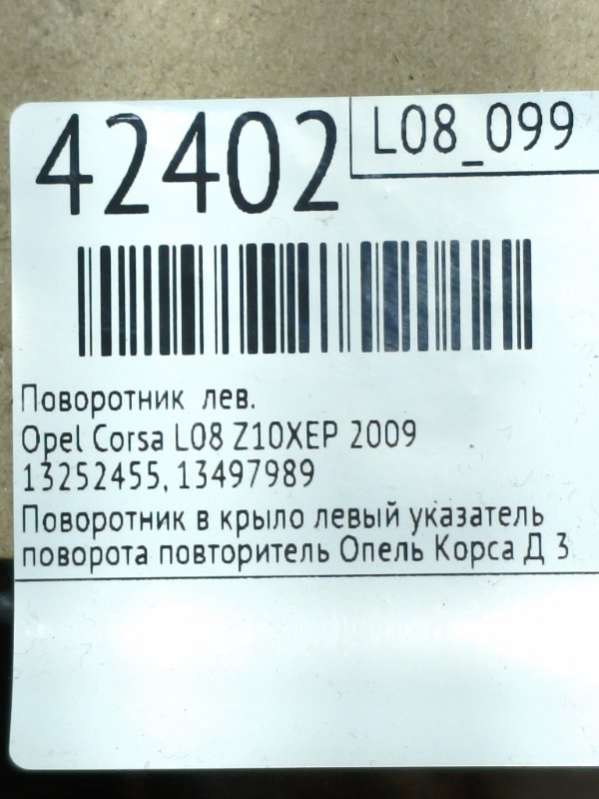 42402
L08_099
Поворотник лев.
Opel Corsa L08 Z10XEP 2009
13252455, 13497989
Поворотник в крыло левый указатель
поворота повторитель Опель Корса Д 3